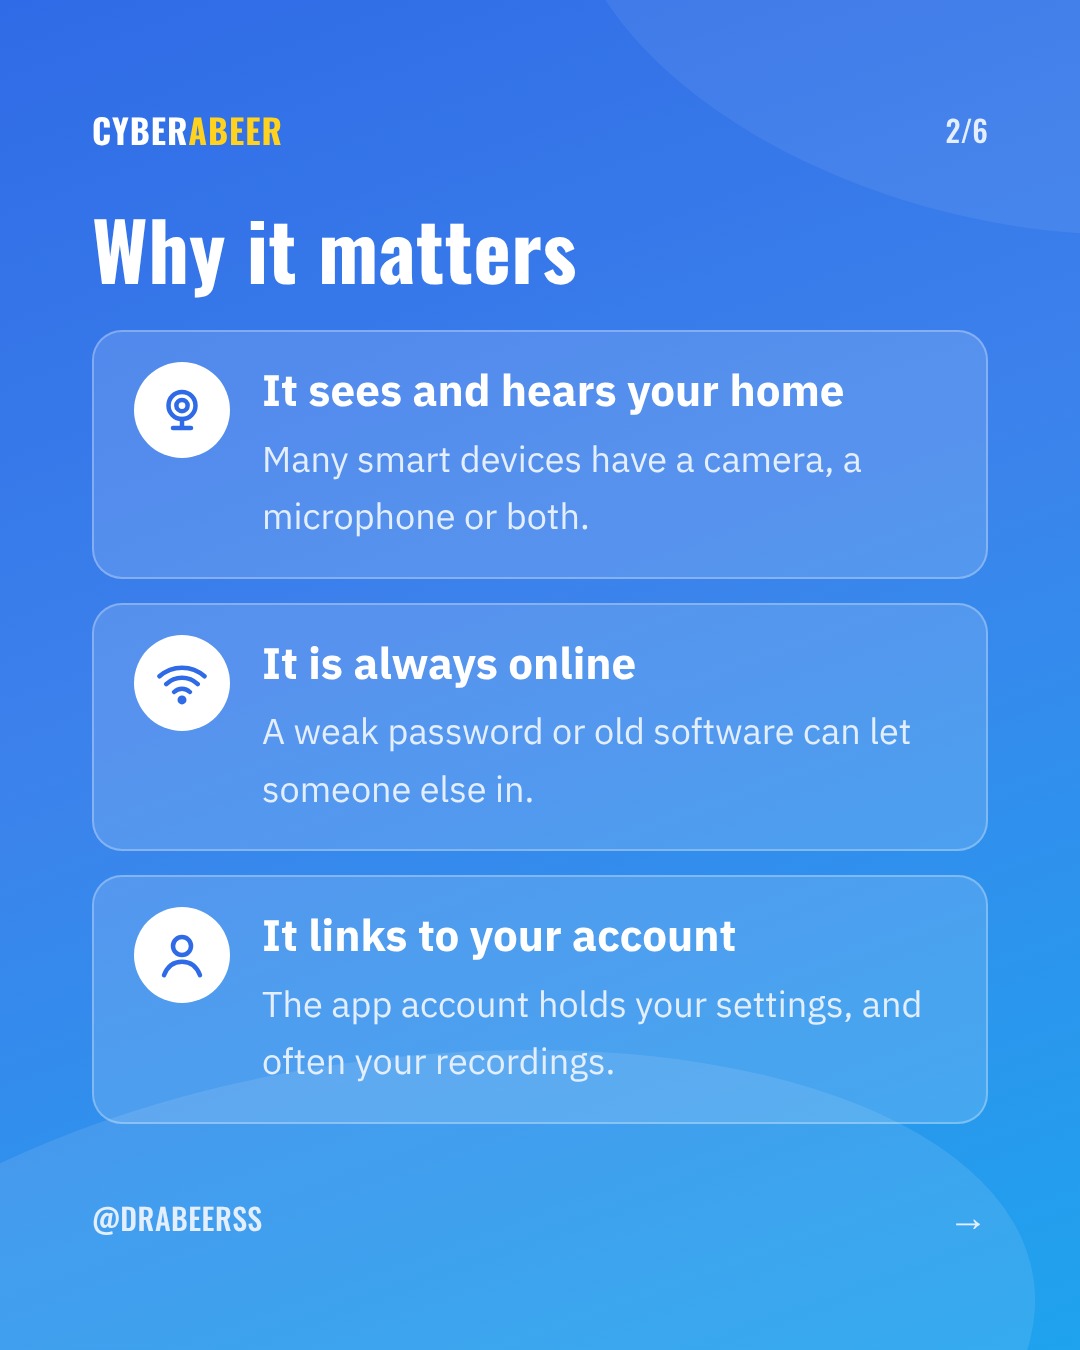 CYBERABEER
2/6
Why it matters
It sees and hears your home
Many smart devices have a camera, a
microphone or both.
It is always online
A weak password or old software can let
someone else in.
It links to your account
The app account holds your settings, and
often your recordings.
@DRABEERSS
→